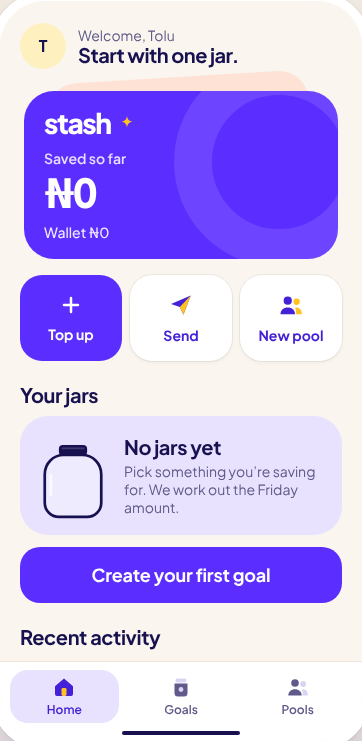 T
Welcome, Tolu
Start with one jar.
stash
Saved so far
₦0
Wallet ₦0
Top up
Send
New pool
Your jars
No jars yet
Pick something you're saving
for. We work out the Friday
amount.
Create your first goal
Recent activity
Home
Goals
Pools